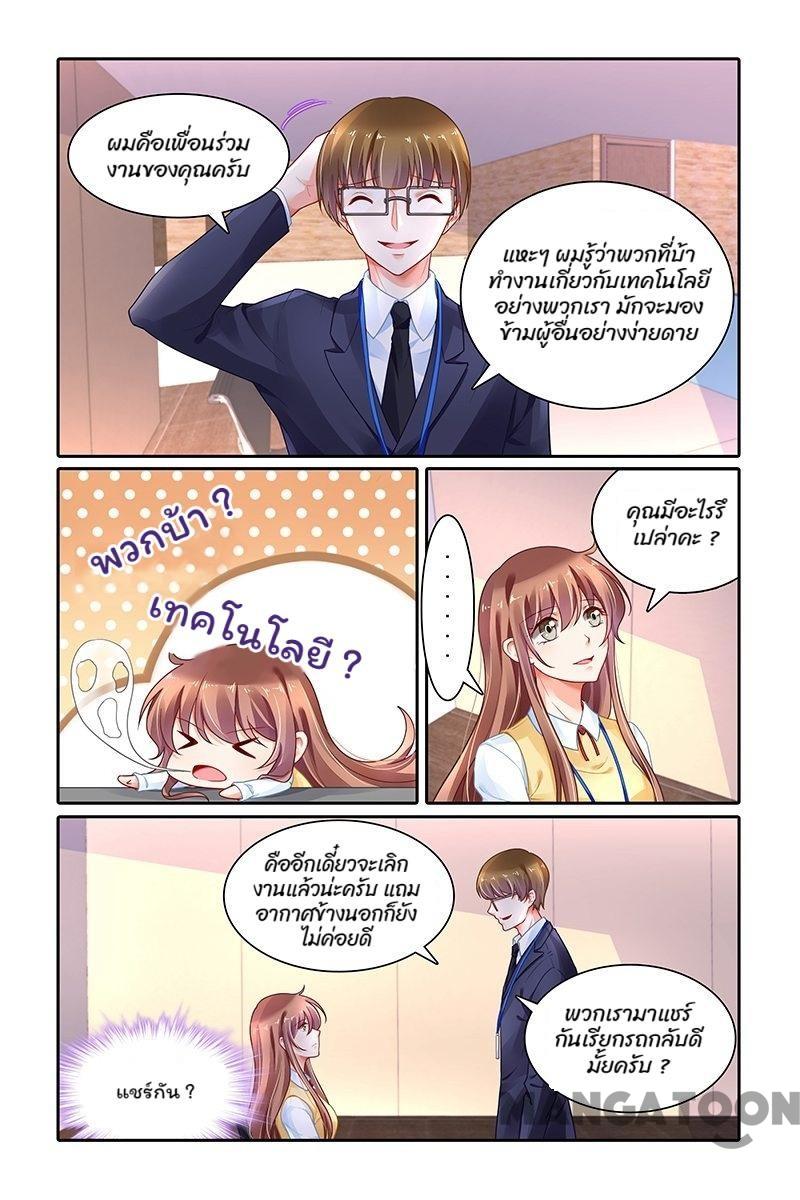 ผมคือเพื่อนร่วม
งานของคุณครับ
แหะๆ ผมรู้ว่าพวกที่บ้า
ทำงานเกี่ยวกับเทคโนโลยี
อย่างพวกเรา มักจะมอง
ข้ามผู้อื่นอย่างง่ายดาย
พวกบ้า ?
เทคโนโลยี ?
......
คุณมีอะไรรึ
เปล่าคะ ?
คืออีกเดี๋ยวจะเลิก
งานแล้วน่ะครับ แถม
อากาศข้างนอกก็ยัง
ไม่ค่อยดี
แชร์กัน ?
พวกเรามาแชร์
กันเรียกรถกลับดี
มั้ยครับ ?
MANGATOON